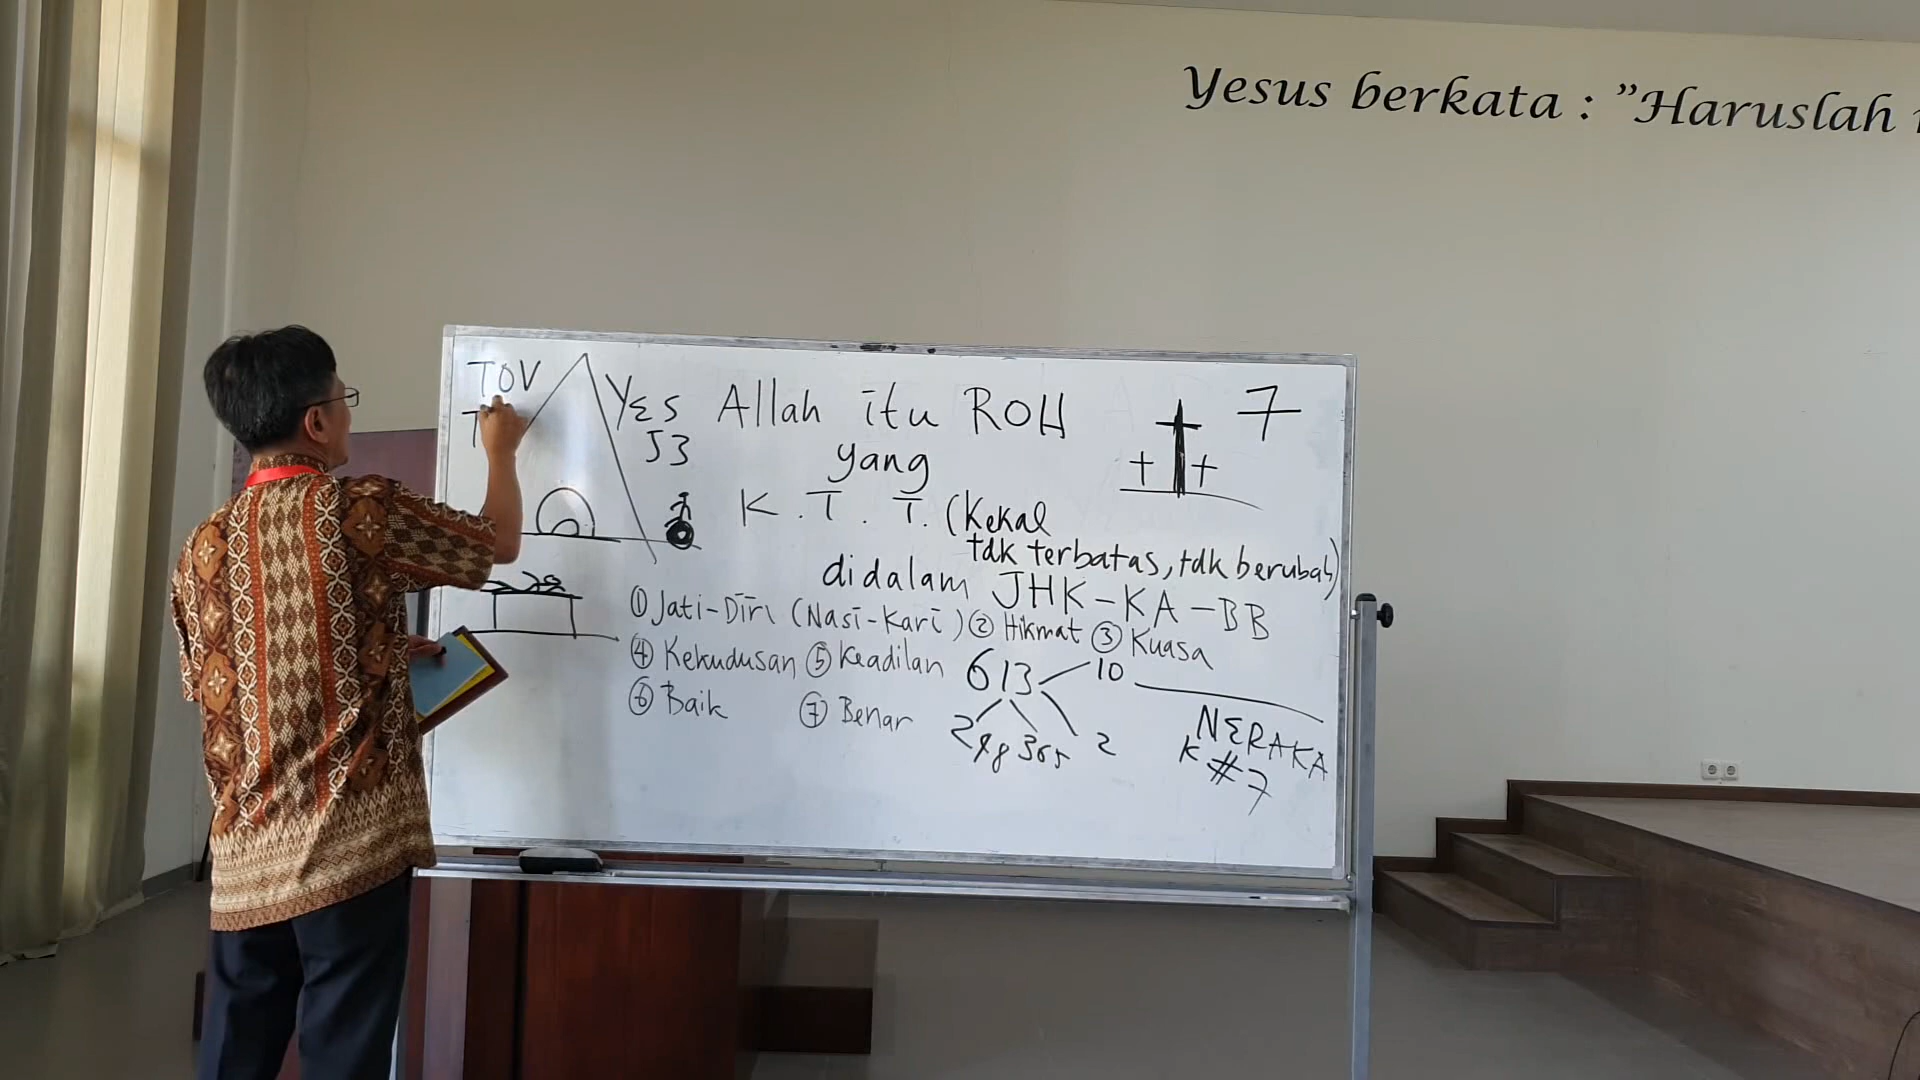 Yesus berkata : "Haruslah
TOV
T
YES
J3
Allah itu ROH
yang
K . T . T . (Kekal
tdk terbatas, tdk berubah)
didalam JHK-KA-BB
① Jati-Diri (Nasi-Kari) ② Hikmat ③ Kuasa
④ Kekudusan ⑤ Keadilan
⑥ Baik ⑦ Benar
613 10
248 365 2
7
NERAKA
K #7